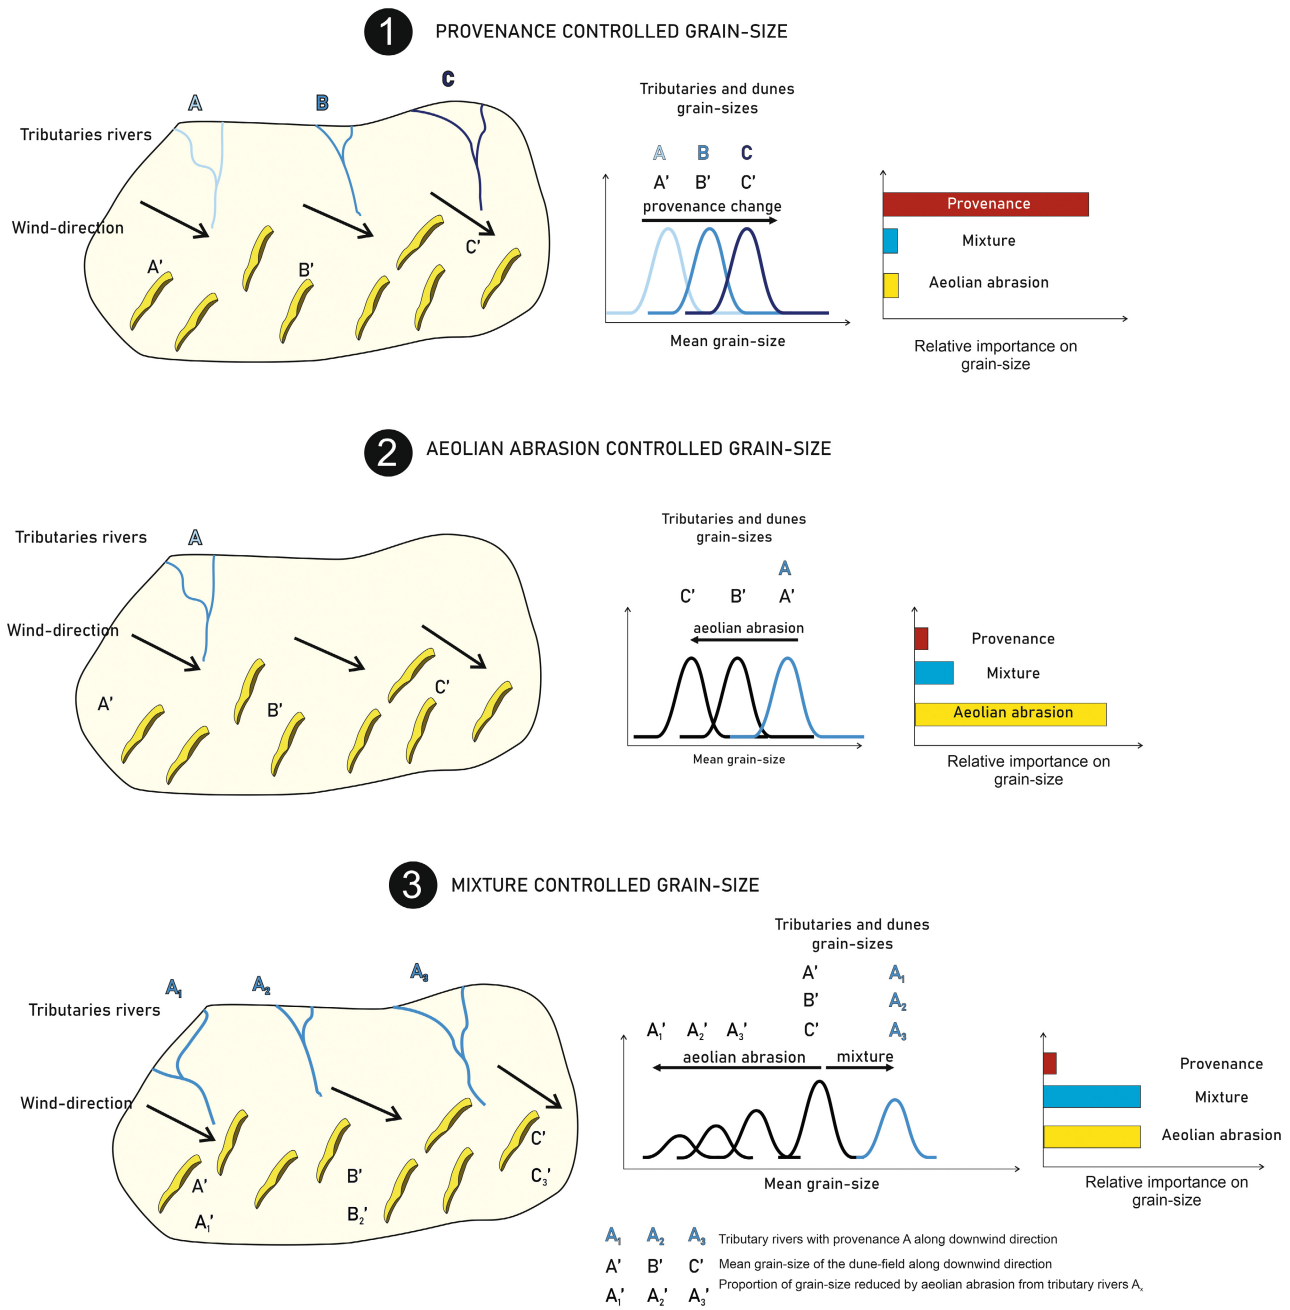 1 PROVENANCE CONTROLLED GRAIN-SIZE
A B C
Tributaries rivers
Wind-direction
A' B' C'
Tributaries and dunes
grain-sizes
A B C
A' B' C'
provenance change
Mean grain-size
Provenance
Mixture
Aeolian abrasion
Relative importance on
grain-size
2 AEOLIAN ABRASION CONTROLLED GRAIN-SIZE
Tributaries rivers A
Wind-direction
A' B' C'
Tributaries and dunes
grain-sizes
A
C' B' A'
aeolian abrasion
Mean grain-size
Provenance
Mixture
Aeolian abrasion
Relative importance on
grain-size
3 MIXTURE CONTROLLED GRAIN-SIZE
A₁ A₂ A₃
Tributaries rivers
Wind-direction
A' B' C'
A₁' B₂' C₃'
Tributaries and dunes
grain-sizes
A' A₁
B' A₂
A₁' A₂' A₃' C' A₃
aeolian abrasion mixture
Mean grain-size
Provenance
Mixture
Aeolian abrasion
Relative importance on
grain-size
A₁ A₂ A₃ Tributary rivers with provenance A along downwind direction
A' B' C' Mean grain-size of the dune-field along downwind direction
A₁' A₂' A₃' Proportion of grain-size reduced by aeolian abrasion from tributary rivers Aₓ